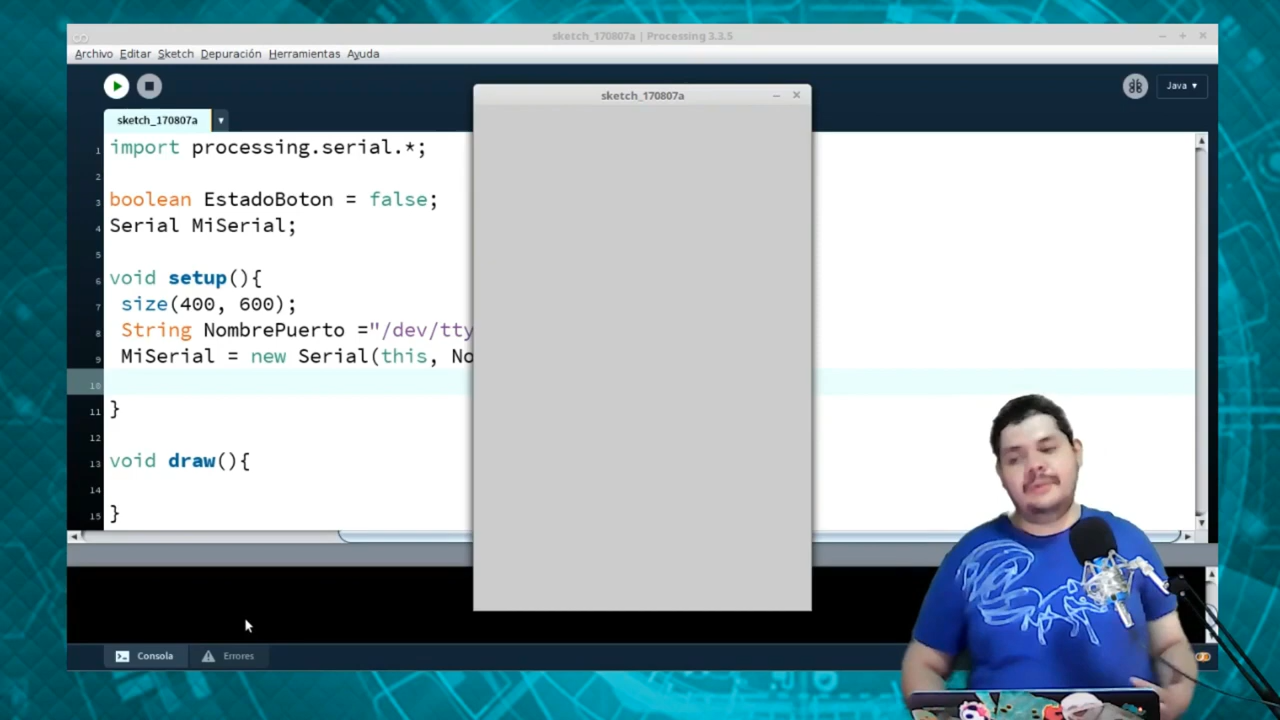 sketch_170807a | Processing 3.3.5
Archivo Editar Sketch Depuración Herramientas Ayuda
Java ▾
sketch_170807a ▾
sketch_170807a
1 import processing.serial.*;
2
3 boolean EstadoBoton = false;
4 Serial MiSerial;
5
6 void setup(){
7 size(400, 600);
8 String NombrePuerto ="/dev/tty
9 MiSerial = new Serial(this, No
10
11 }
12
13 void draw(){
14
15 }
Consola Errores